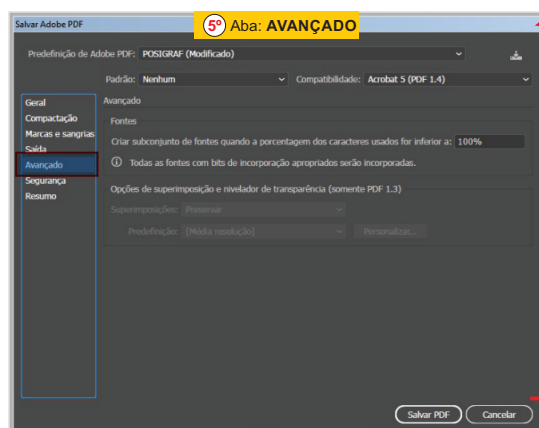 Salvar Adobe PDF
5º Aba: AVANÇADO
Predefinição de Adobe PDF: POSIGRAF (Modificado)
Padrão: Nenhum Compatibilidade: Acrobat 5 (PDF 1.4)
Geral
Compactação
Marcas e sangrias
Saída
Avançado
Segurança
Resumo
Avançado
Fontes
Criar subconjunto de fontes quando a porcentagem dos caracteres usados for inferior a: 100%
Todas as fontes com bits de incorporação apropriados serão incorporadas.
Opções de superimposição e nivelador de transparência (somente PDF 1.3)
Superimposições: Preservar
Predefinição: [Média resolução] Personalizar...
Salvar PDF Cancelar